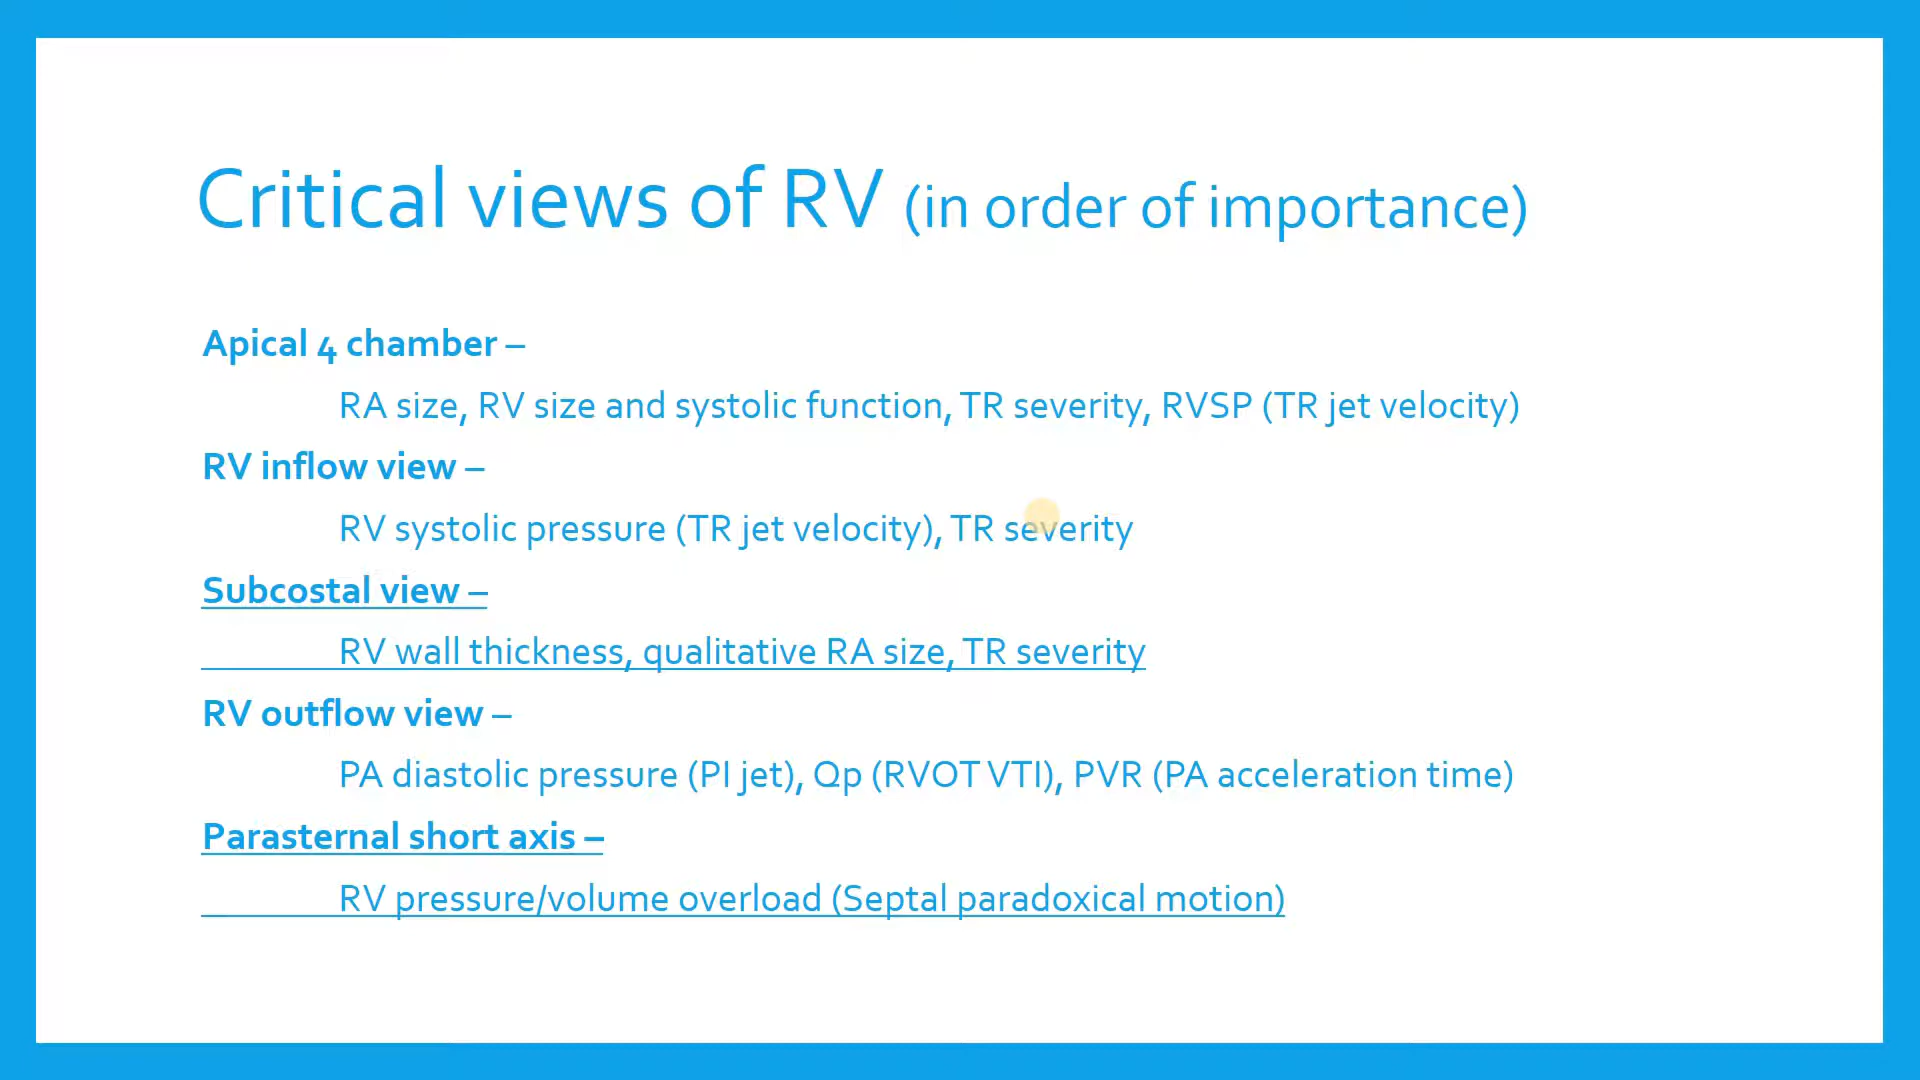 Critical views of RV (in order of importance)
Apical 4 chamber –
RA size, RV size and systolic function, TR severity, RVSP (TR jet velocity)
RV inflow view –
RV systolic pressure (TR jet velocity), TR severity
Subcostal view –
RV wall thickness, qualitative RA size, TR severity
RV outflow view –
PA diastolic pressure (PI jet), Qp (RVOT VTI), PVR (PA acceleration time)
Parasternal short axis –
RV pressure/volume overload (Septal paradoxical motion)